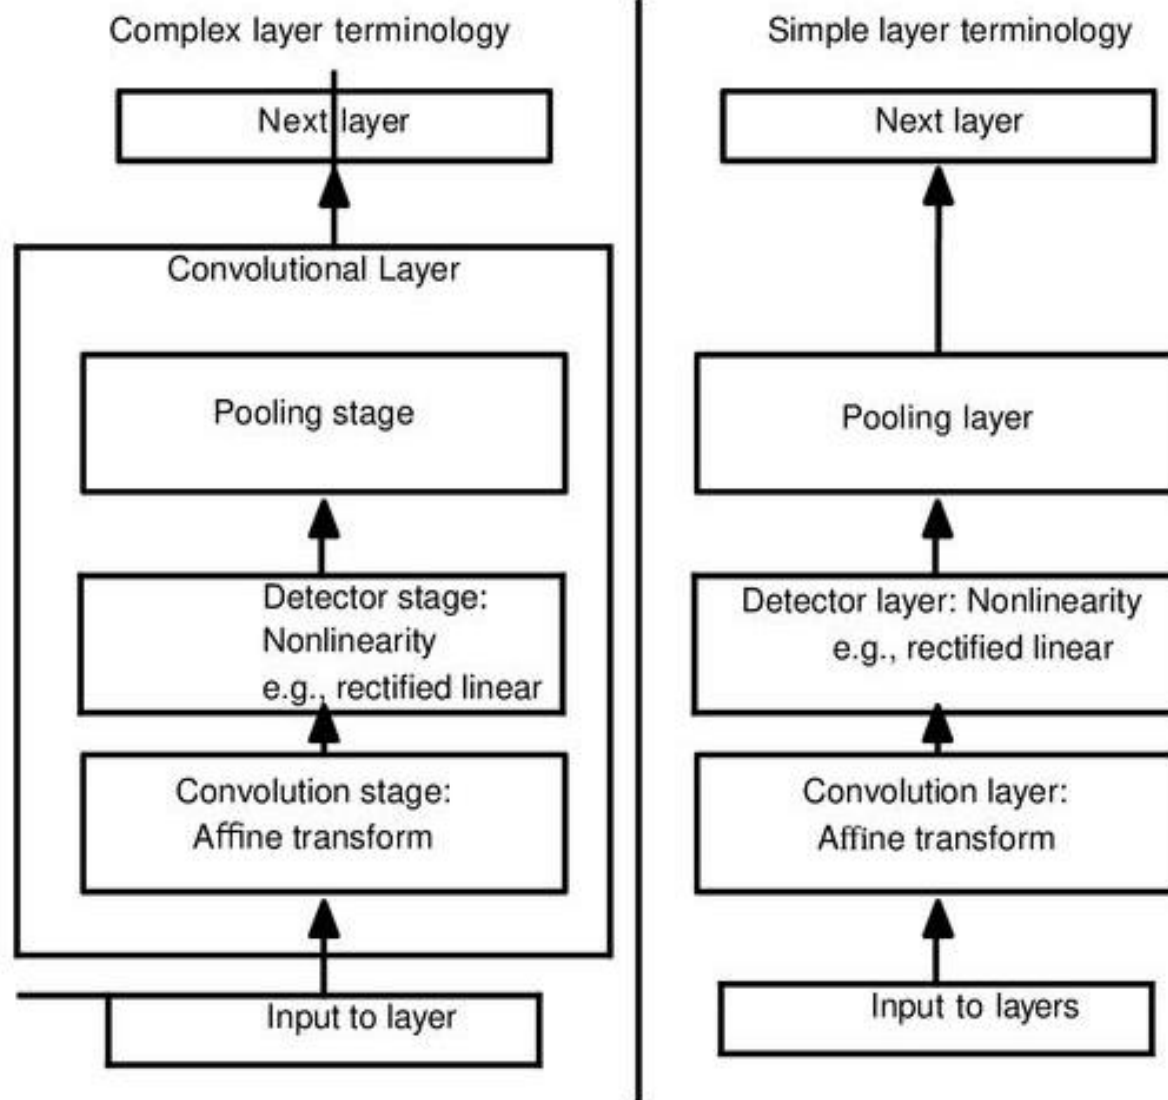 Complex layer terminology
Next layer
Convolutional Layer
Pooling stage
Detector stage:
Nonlinearity
e.g., rectified linear
Convolution stage:
Affine transform
Input to layer
Simple layer terminology
Next layer
Pooling layer
Detector layer: Nonlinearity
e.g., rectified linear
Convolution layer:
Affine transform
Input to layers